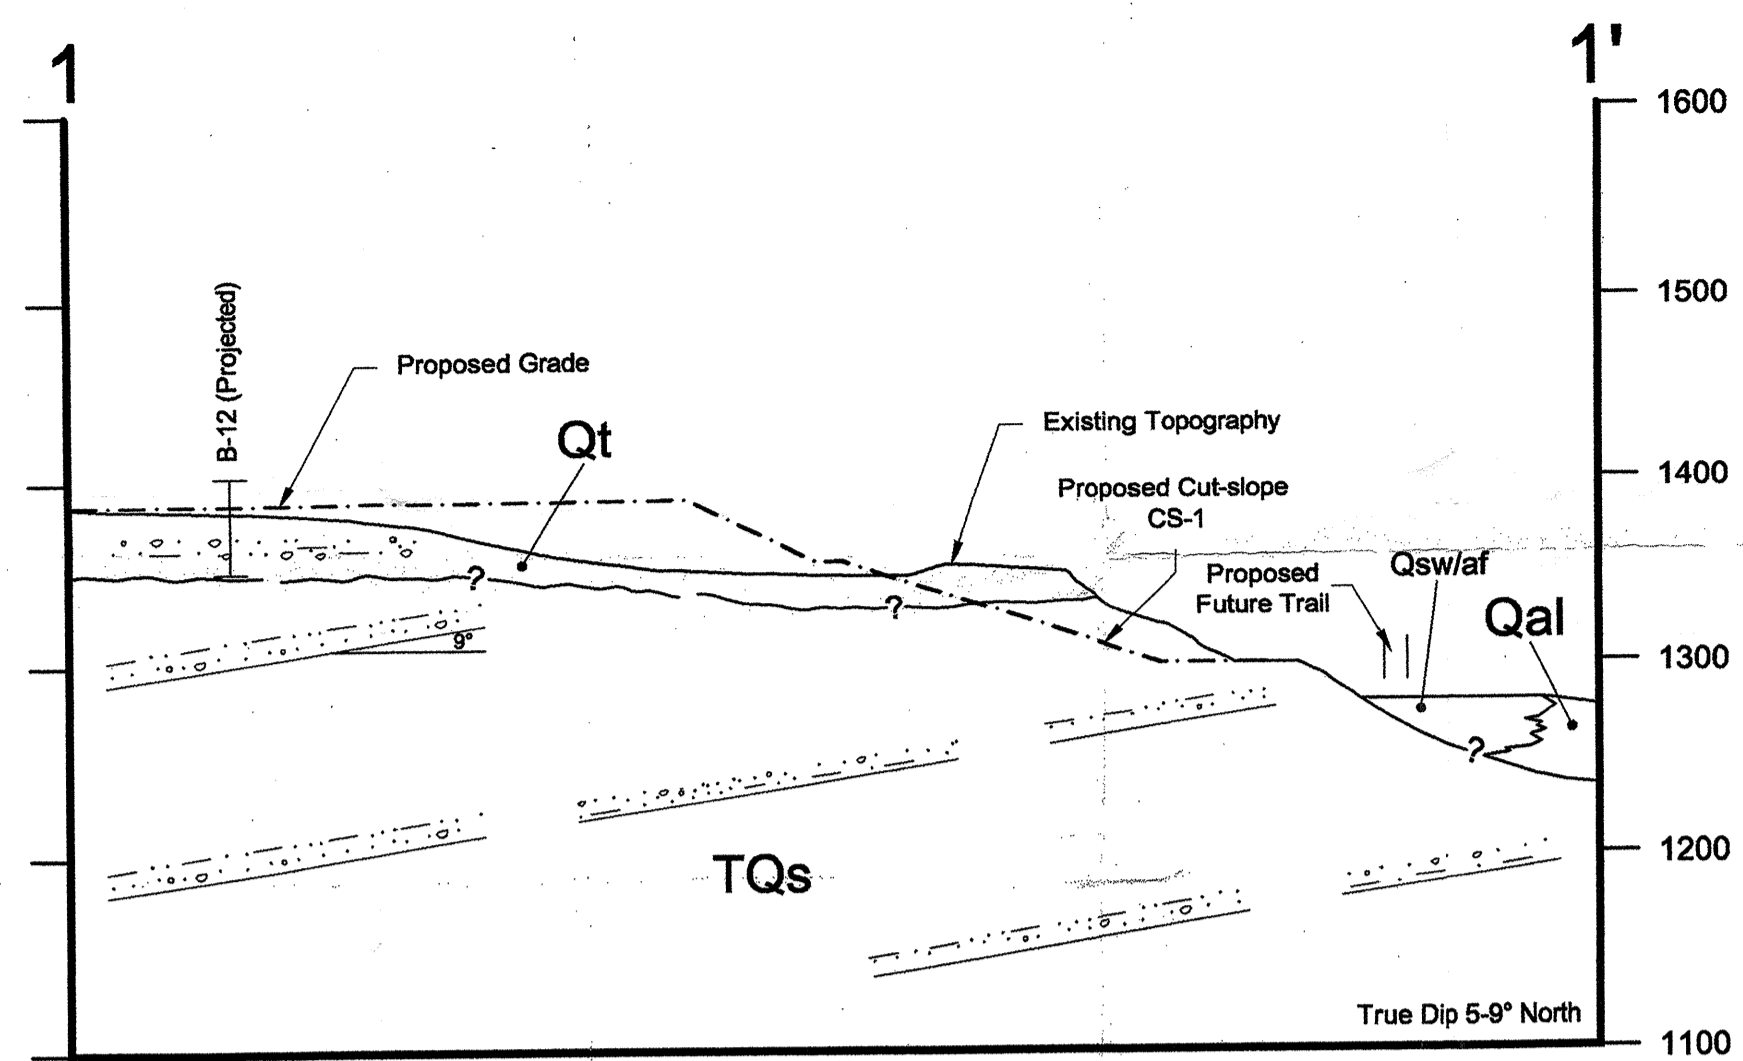 1
1'
1600
1500
B-12 (Projected)
Proposed Grade
Qt
Existing Topography
1400
Proposed Cut-slope
CS-1
Qsw/af
Proposed
Future Trail
Qal
?
?
9°
1300
?
TQs
1200
True Dip 5-9° North
1100